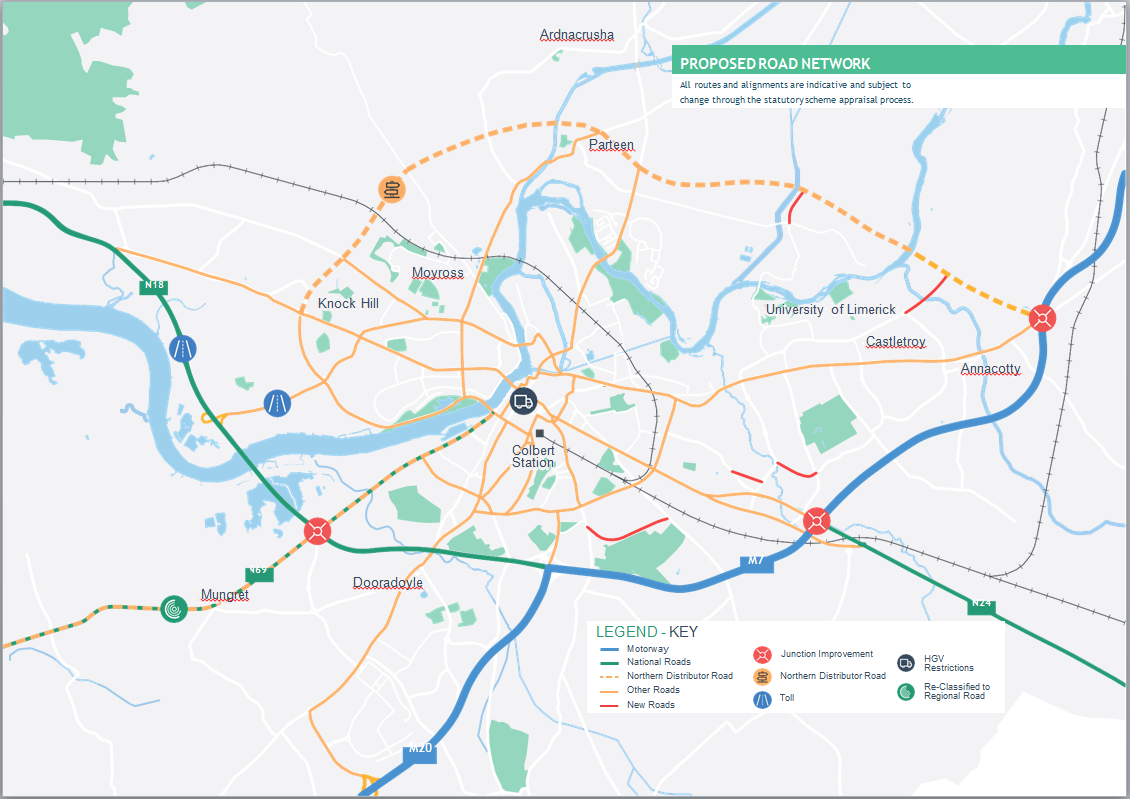 Ardnacrusha
PROPOSED ROAD NETWORK
All routes and alignments are indicative and subject to
change through the statutory scheme appraisal process.
Parteen
Moyross
N18
Knock Hill
University of Limerick
Castletroy
Annacotty
Colbert
Station
M7
N69
Dooradoyle
Mungret
N24
LEGEND - KEY
Motorway
National Roads
Northern Distributor Road
Other Roads
New Roads
Junction Improvement
Northern Distributor Road
Toll
HGV
Restrictions
Re-Classified to
Regional Road
M20